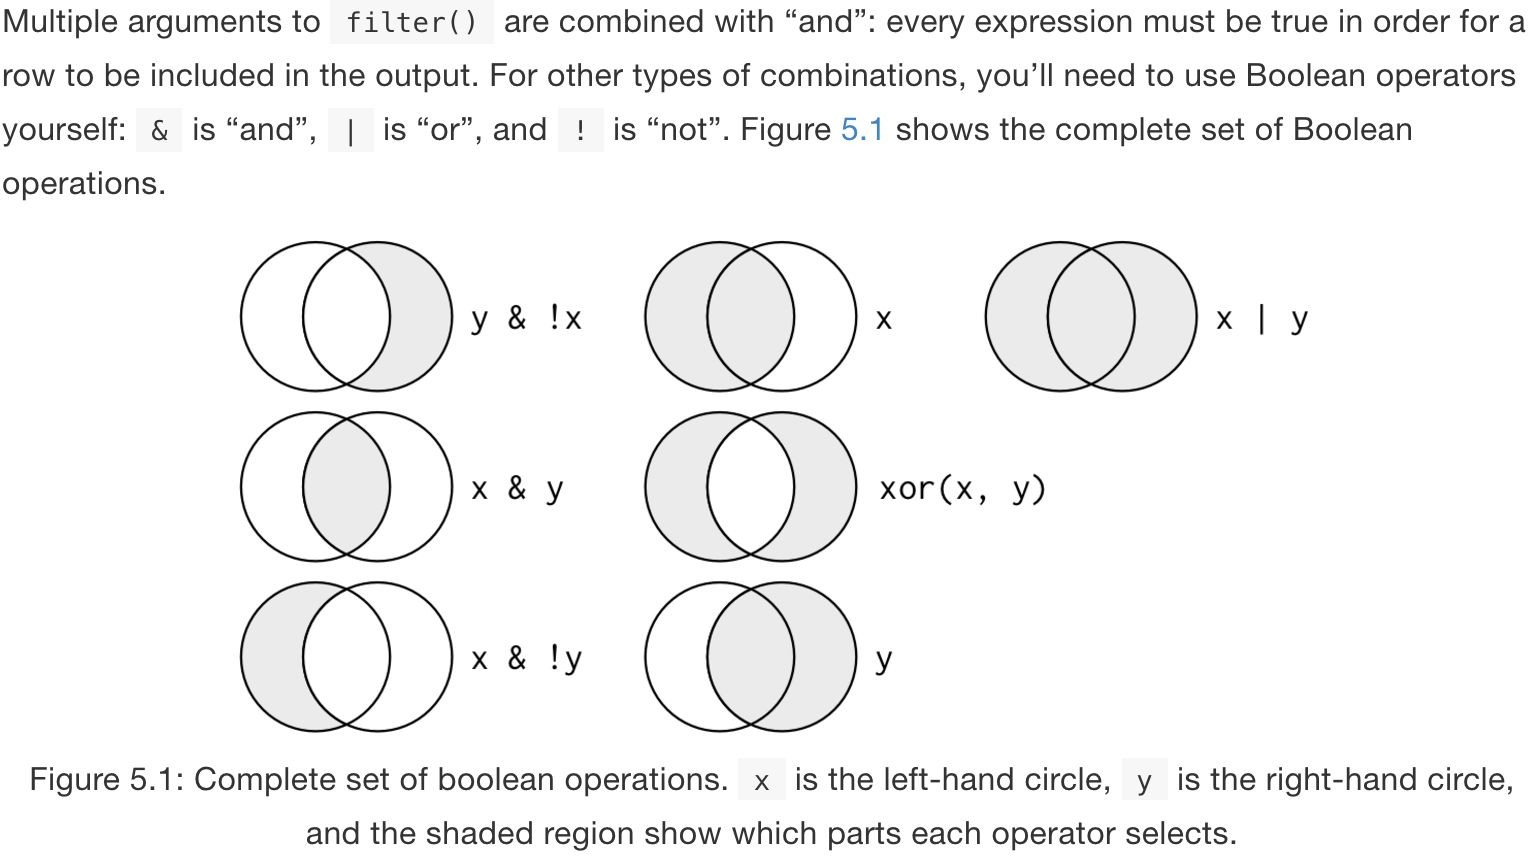 Multiple arguments to filter() are combined with “and”: every expression must be true in order for a
row to be included in the output. For other types of combinations, you’ll need to use Boolean operators
yourself: & is “and”, | is “or”, and ! is “not”. Figure 5.1 shows the complete set of Boolean
operations.
y & !x
x
x | y
x & y
xor(x, y)
x & !y
y
Figure 5.1: Complete set of boolean operations. x is the left-hand circle, y is the right-hand circle,
and the shaded region show which parts each operator selects.